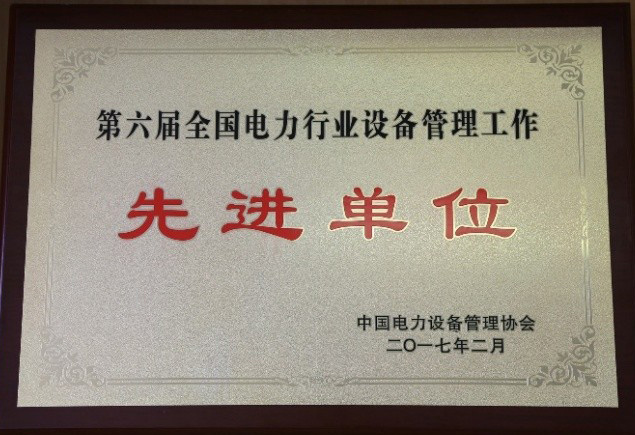 第六届全国电力行业设备管理工作
先进单位
中国电力设备管理协会
二〇一七年二月